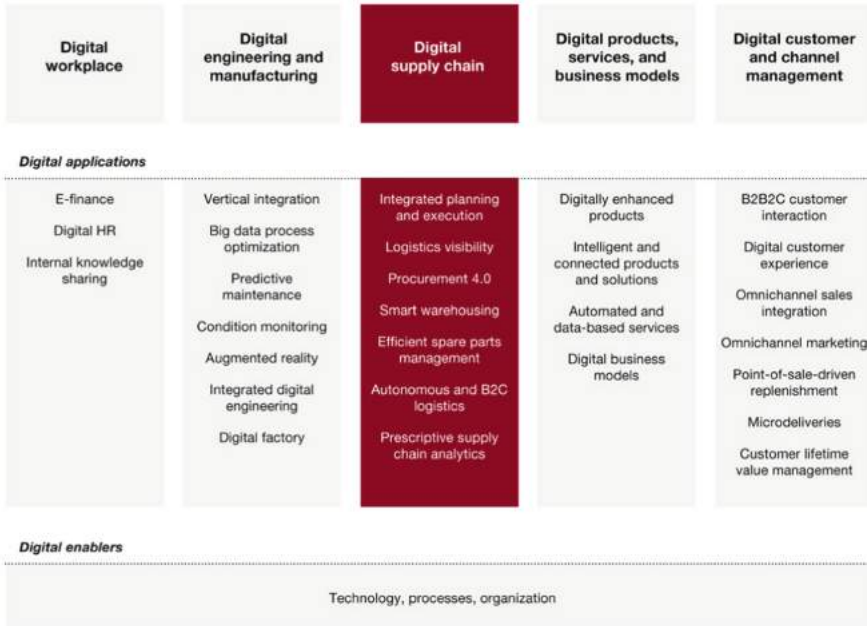 Digital
workplace
Digital
engineering and
manufacturing
Digital
supply chain
Digital products,
services, and
business models
Digital customer
and channel
management
Digital applications
E-finance
Digital HR
Internal knowledge
sharing
Vertical integration
Big data process
optimization
Predictive
maintenance
Condition monitoring
Augmented reality
Integrated digital
engineering
Digital factory
Integrated planning
and execution
Logistics visibility
Procurement 4.0
Smart warehousing
Efficient spare parts
management
Autonomous and B2C
logistics
Prescriptive supply
chain analytics
Digitally enhanced
products
Intelligent and
connected products
and solutions
Automated and
data-based services
Digital business
models
B2B2C customer
interaction
Digital customer
experience
Omnichannel sales
integration
Omnichannel marketing
Point-of-sale-driven
replenishment
Microdeliveries
Customer lifetime
value management
Digital enablers
Technology, processes, organization